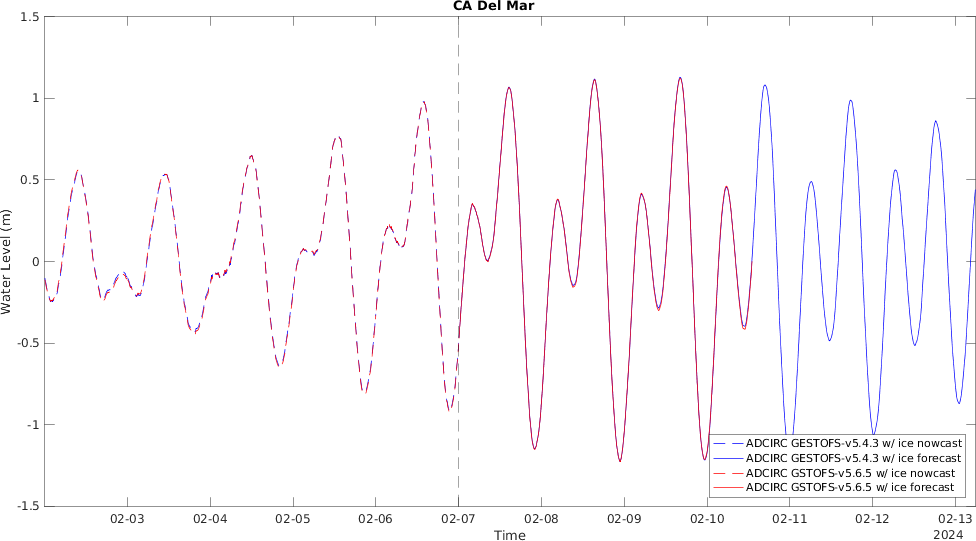 CA Del Mar
1.5
1
0.5
0
-0.5
-1
-1.5
Water Level (m)
ADCIRC GESTOFS-v5.4.3 w/ ice nowcast
ADCIRC GESTOFS-v5.4.3 w/ ice forecast
ADCIRC GSTOFS-v5.6.5 w/ ice nowcast
ADCIRC GSTOFS-v5.6.5 w/ ice forecast
02-03 02-04 02-05 02-06 02-07 02-08 02-09 02-10 02-11 02-12 02-13
Time
2024